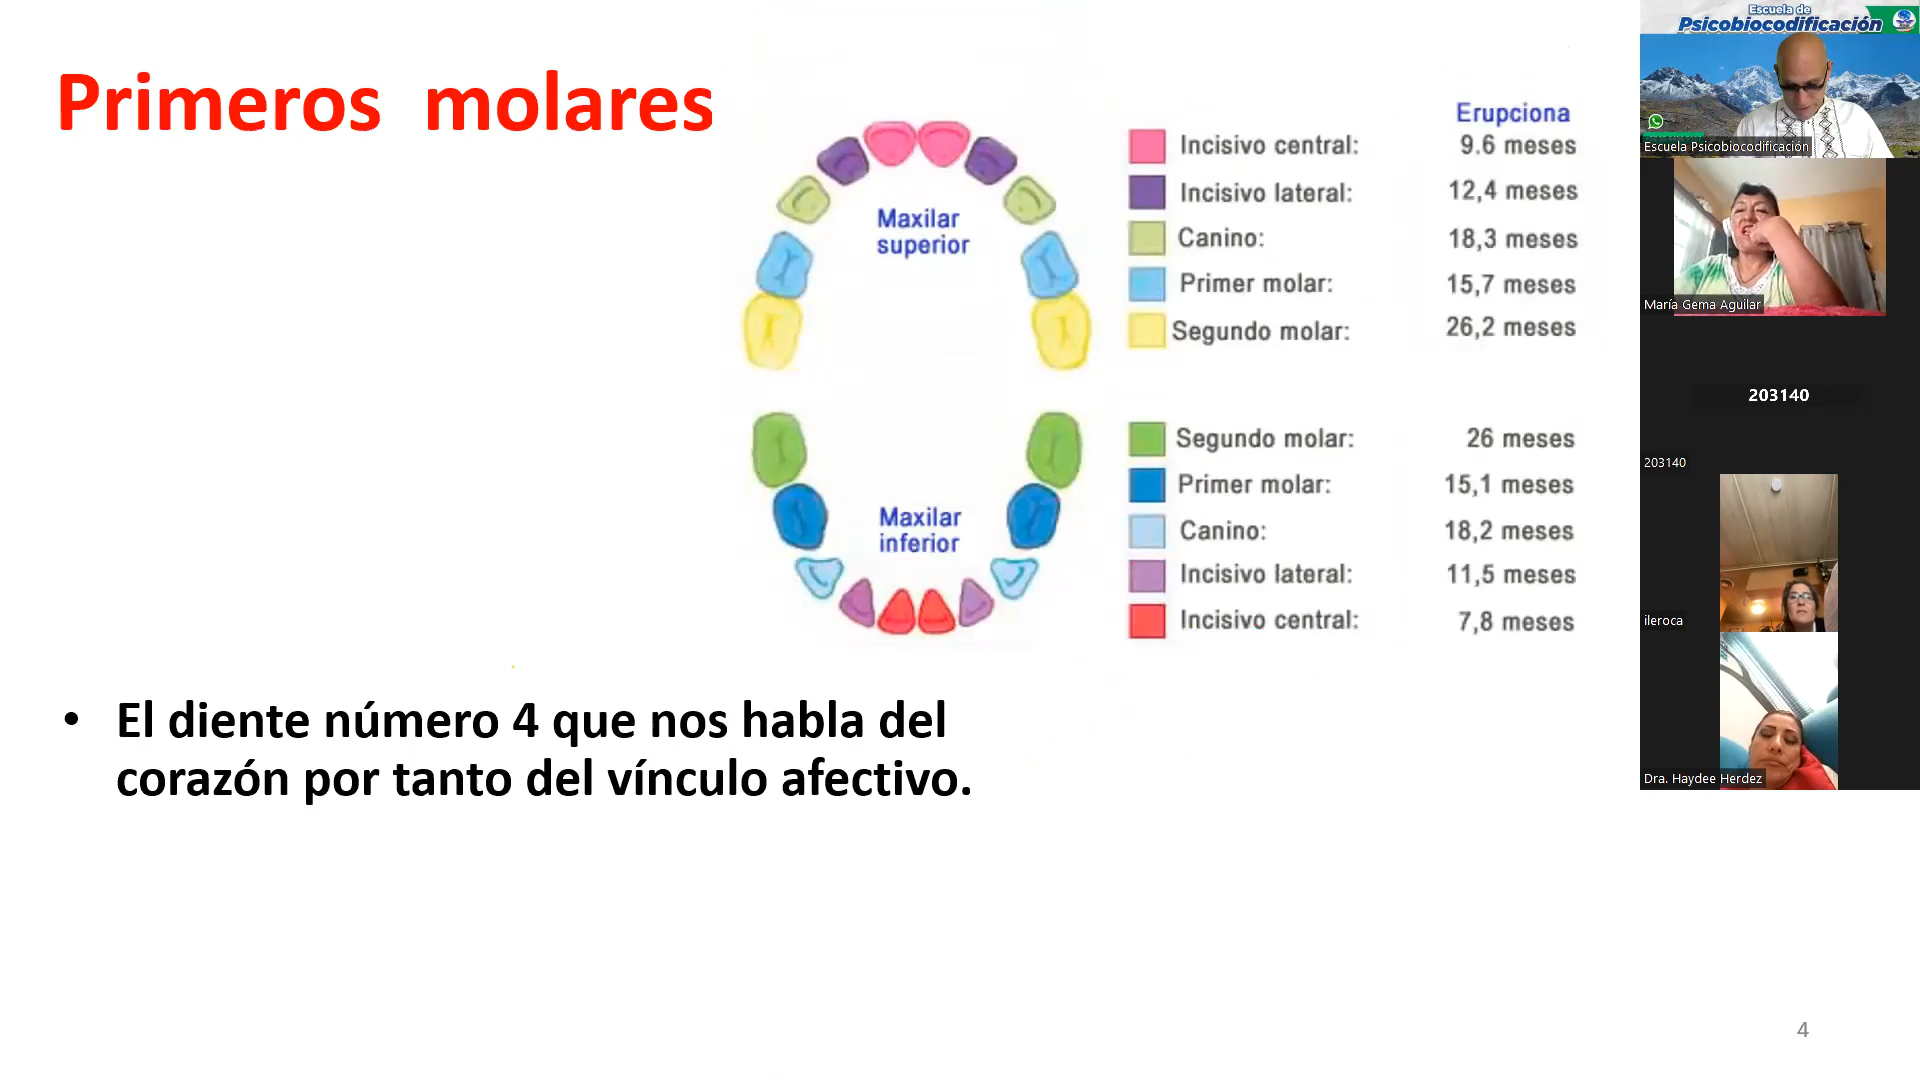 Primeros molares
Erupciona
Incisivo central: 9.6 meses
Incisivo lateral: 12,4 meses
Canino: 18,3 meses
Primer molar: 15,7 meses
Segundo molar: 26,2 meses
Maxilar
superior
Segundo molar: 26 meses
Primer molar: 15,1 meses
Canino: 18,2 meses
Incisivo lateral: 11,5 meses
Incisivo central: 7,8 meses
Maxilar
inferior
• El diente número 4 que nos habla del
corazón por tanto del vínculo afectivo.
4
Escuela de
Psicobiocodificación
Escuela Psicobiocodificación
María Gema Aguilar
203140
203140
ileroca
Dra. Haydee Herdez